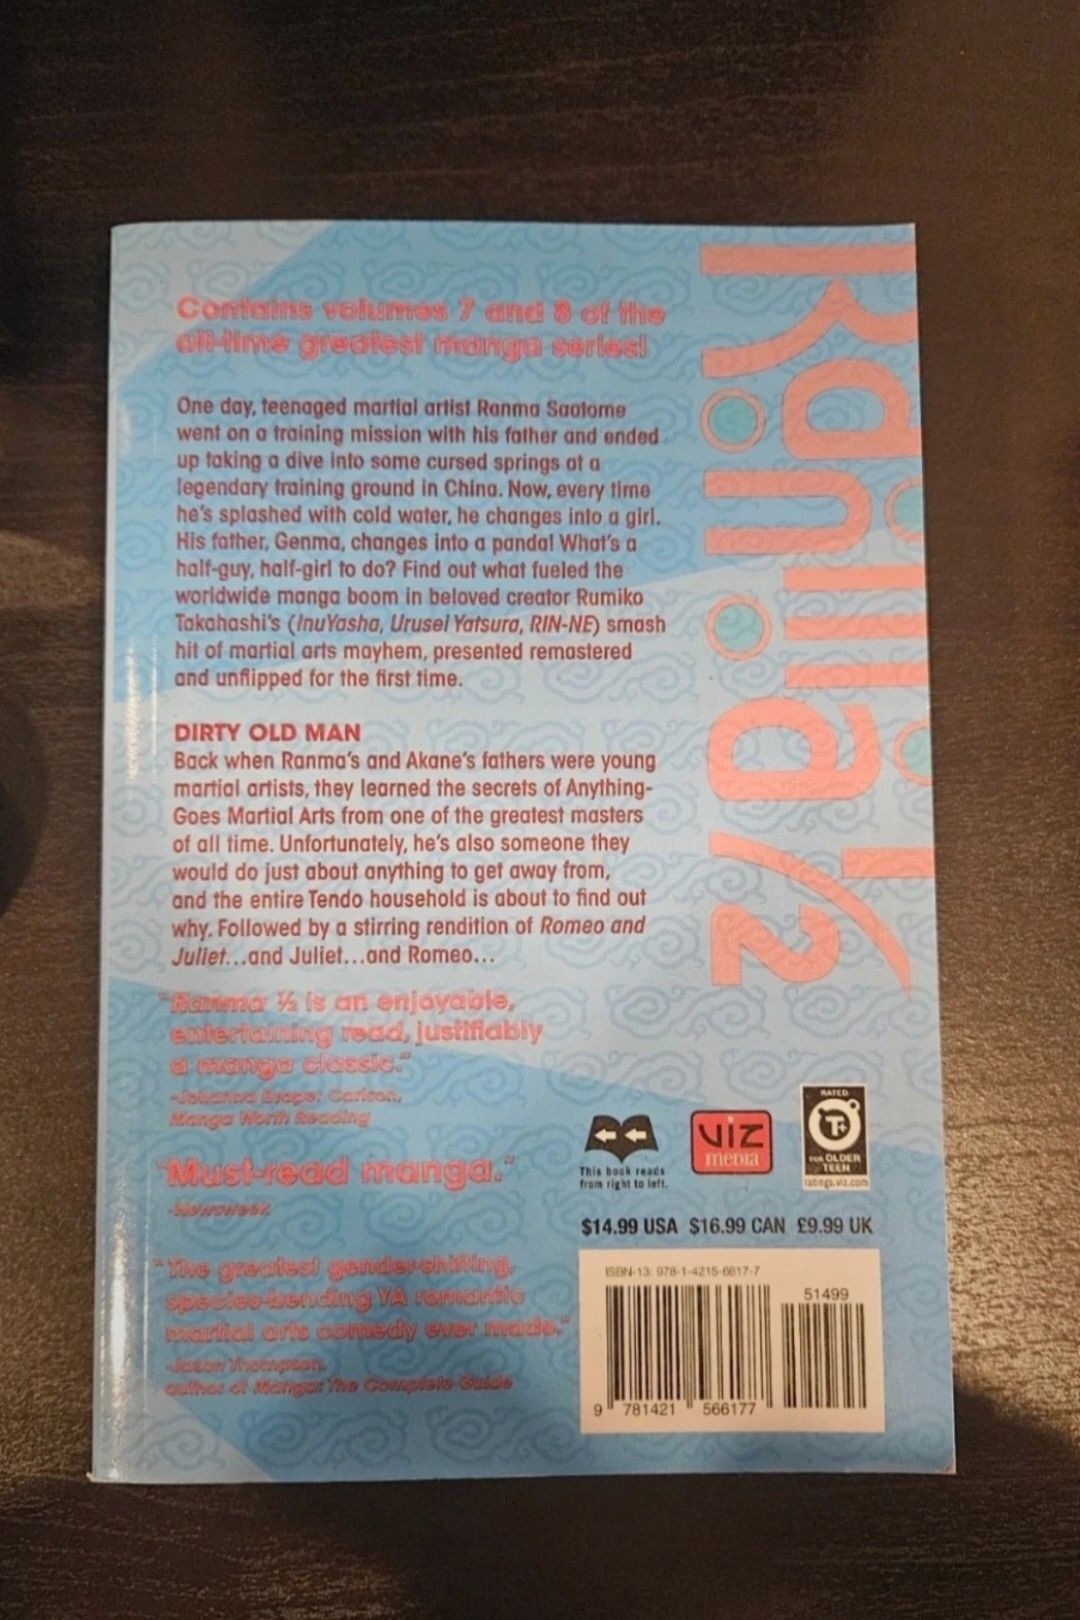 Contains volumes 7 and 8 of the
all-time greatest manga series!
One day, teenaged martial artist Ranma Saotome
went on a training mission with his father and ended
up taking a dive into some cursed springs at a
legendary training ground in China. Now, every time
he's splashed with cold water, he changes into a girl.
His father, Genma, changes into a panda! What's a
half-guy, half-girl to do? Find out what fueled the
worldwide manga boom in beloved creator Rumiko
Takahashi's (InuYasha, Urusei Yatsura, RIN-NE) smash
hit of martial arts mayhem, presented remastered
and unflipped for the first time.
DIRTY OLD MAN
Back when Ranma's and Akane's fathers were young
martial artists, they learned the secrets of Anything-
Goes Martial Arts from one of the greatest masters
of all time. Unfortunately, he's also someone they
would do just about anything to get away from,
and the entire Tendo household is about to find out
why. Followed by a stirring rendition of Romeo and
Juliet...and Juliet...and Romeo...
"Ranma ½ is an enjoyable,
entertaining read, justifiably
a manga classic."
-Johanna Draper Carlson,
Manga Worth Reading
"Must-read manga."
-Newsweek
"The greatest gender-shifting,
species-bending YA romantic
martial arts comedy ever made."
-Jason Thompson,
author of Manga: The Complete Guide
Ranma 1/2
This book reads
from right to left.
VIZ
media
RATED
T+
FOR OLDER
TEEN
ratings.viz.com
$14.99 USA $16.99 CAN £9.99 UK
ISBN-13: 978-1-4215-6617-7
51499
9 781421 566177